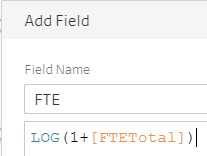 Add Field
Field Name
FTE
LOG(1+[FTETotal])